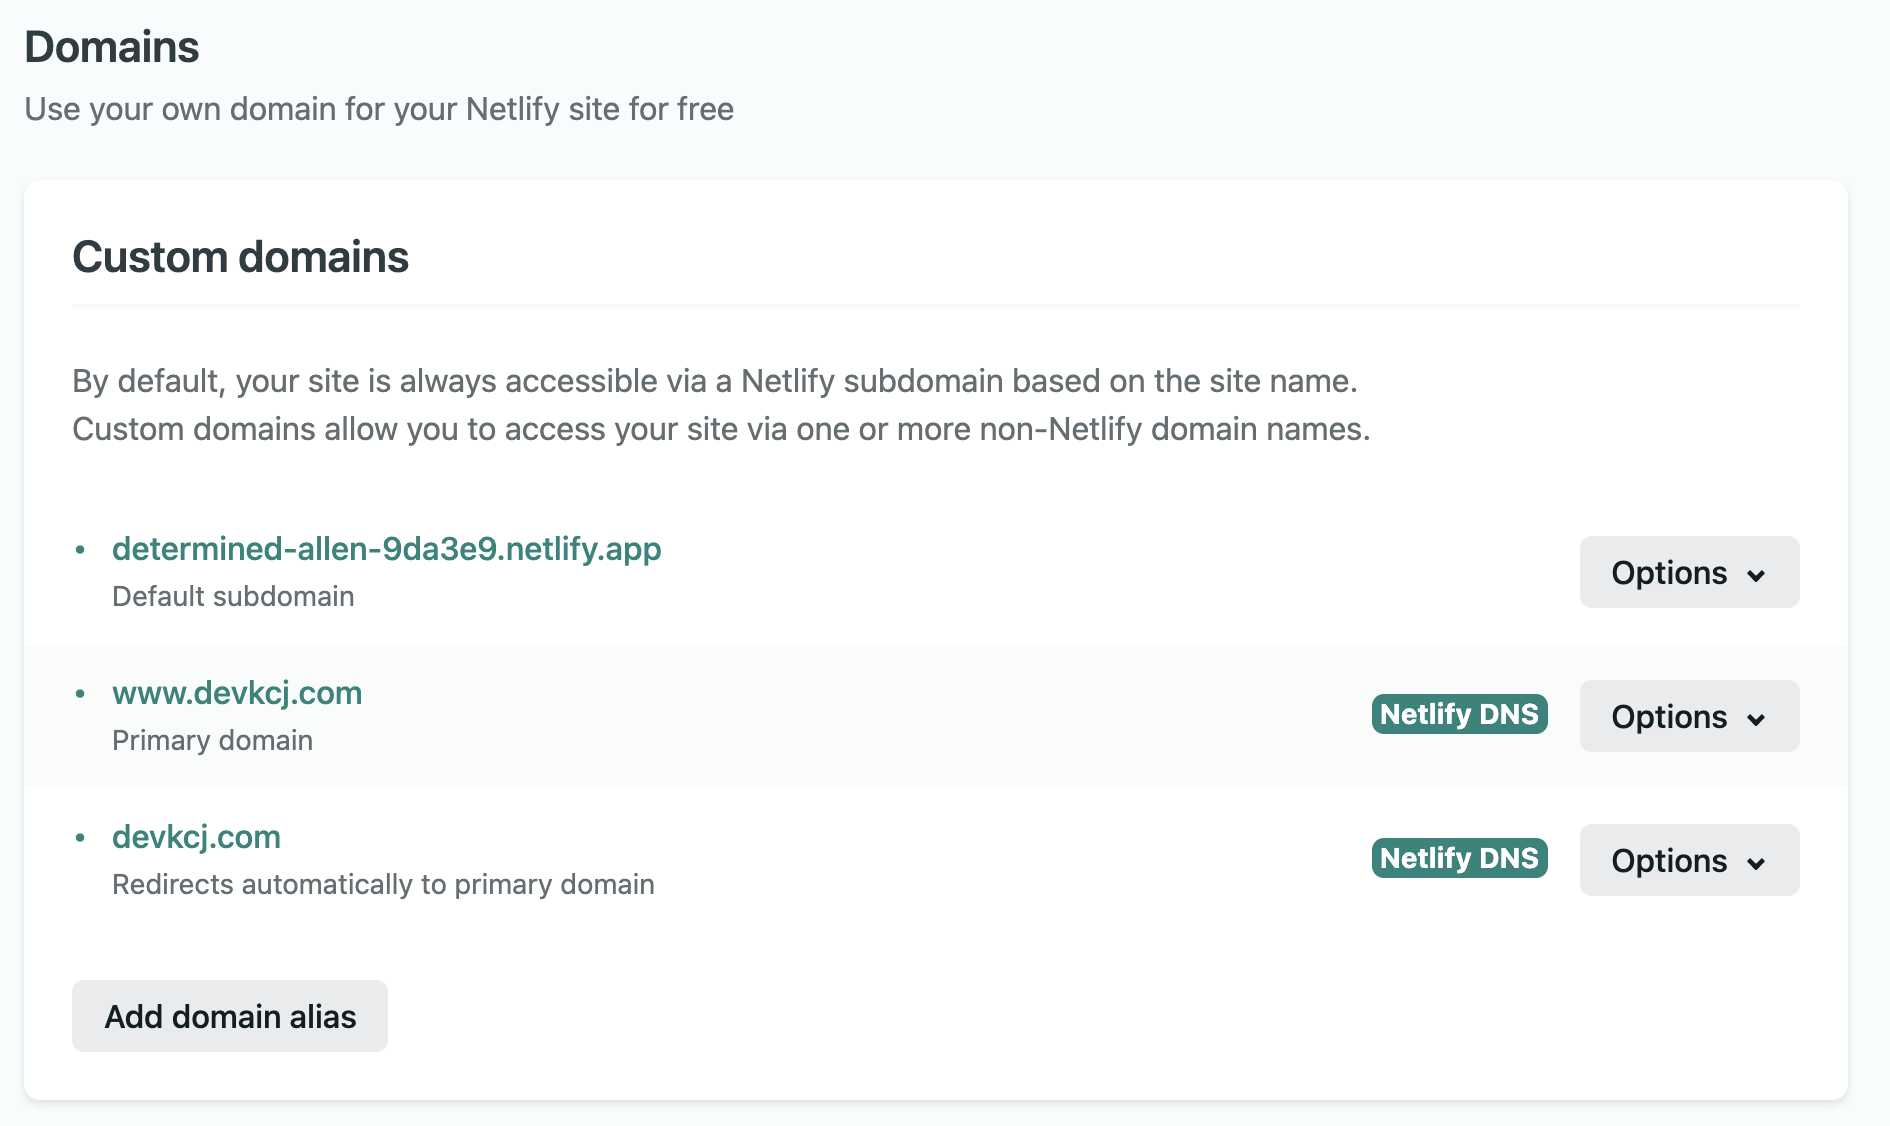 Domains
Use your own domain for your Netlify site for free
Custom domains
By default, your site is always accessible via a Netlify subdomain based on the site name.
Custom domains allow you to access your site via one or more non-Netlify domain names.
• determined-allen-9da3e9.netlify.app
Default subdomain
Options
• www.devkcj.com
Primary domain
Netlify DNS
Options
• devkcj.com
Redirects automatically to primary domain
Netlify DNS
Options
Add domain alias